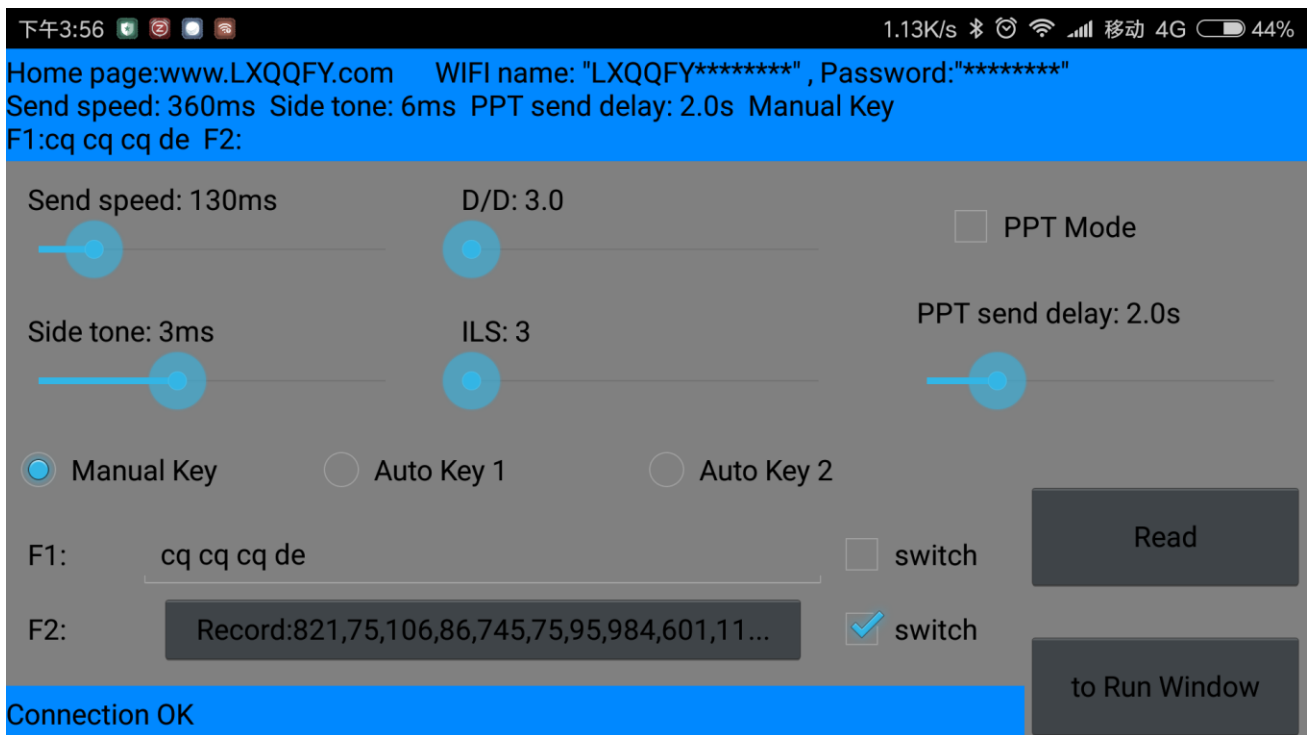 下午3:56 1.13K/s 移动 4G 44%
Home page:www.LXQQFY.com WIFI name: "LXQQFY********" , Password:"********"
Send speed: 360ms Side tone: 6ms PPT send delay: 2.0s Manual Key
F1:cq cq cq de F2:
Send speed: 130ms D/D: 3.0
PPT Mode
Side tone: 3ms ILS: 3 PPT send delay: 2.0s
Manual Key Auto Key 1 Auto Key 2
F1: cq cq cq de switch Read
F2: Record:821,75,106,86,745,75,95,984,601,11... switch
to Run Window
Connection OK